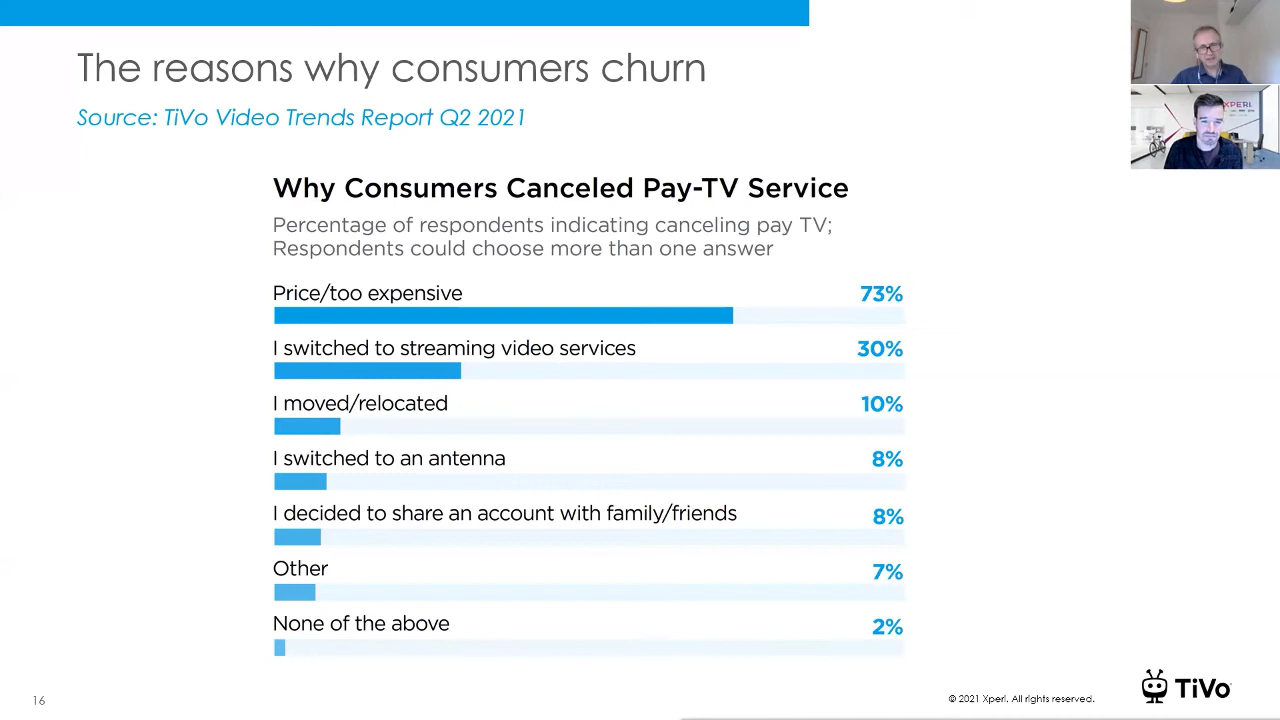 The reasons why consumers churn
Source: TiVo Video Trends Report Q2 2021
XPERI.
Why Consumers Canceled Pay-TV Service
Percentage of respondents indicating canceling pay TV;
Respondents could choose more than one answer
Price/too expensive 73%
I switched to streaming video services 30%
I moved/relocated 10%
I switched to an antenna 8%
I decided to share an account with family/friends 8%
Other 7%
None of the above 2%
16
© 2021 Xperi. All rights reserved.
TiVo